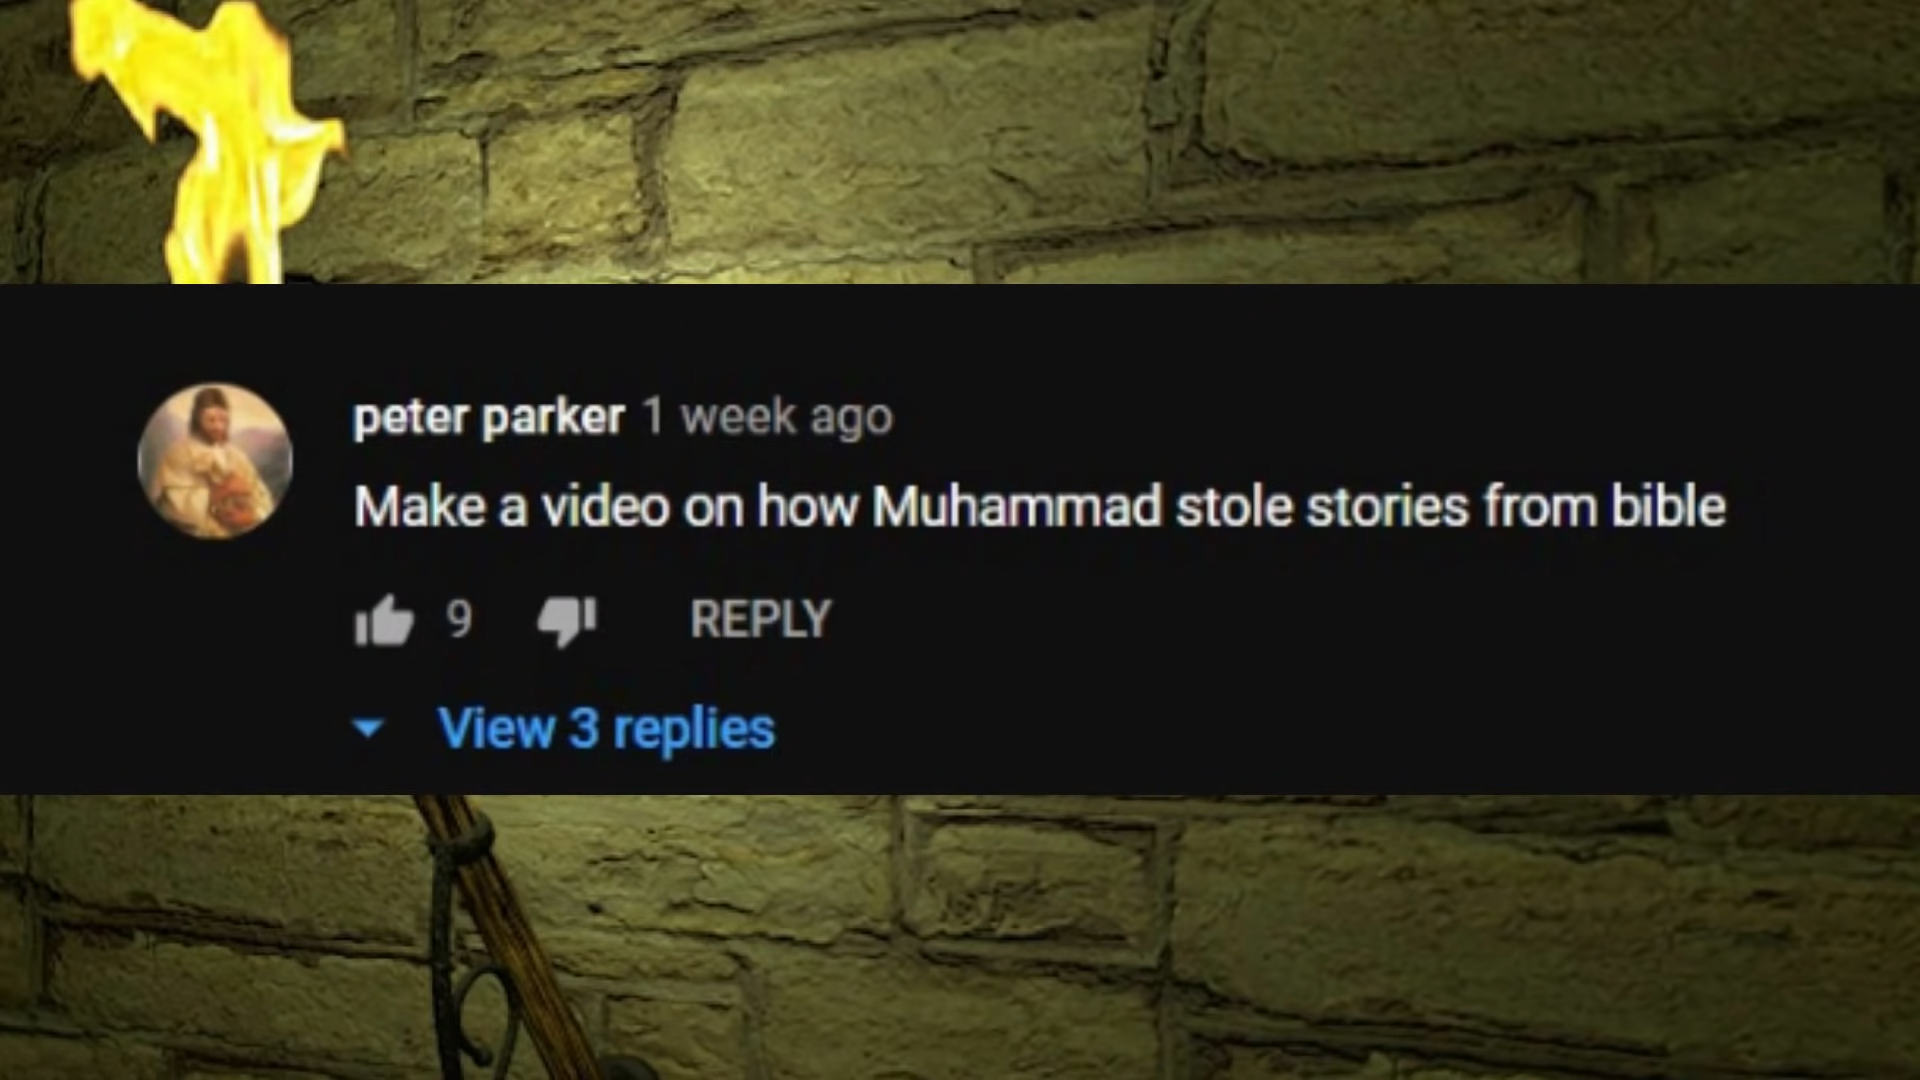 peter parker 1 week ago
Make a video on how Muhammad stole stories from bible
9 REPLY
View 3 replies